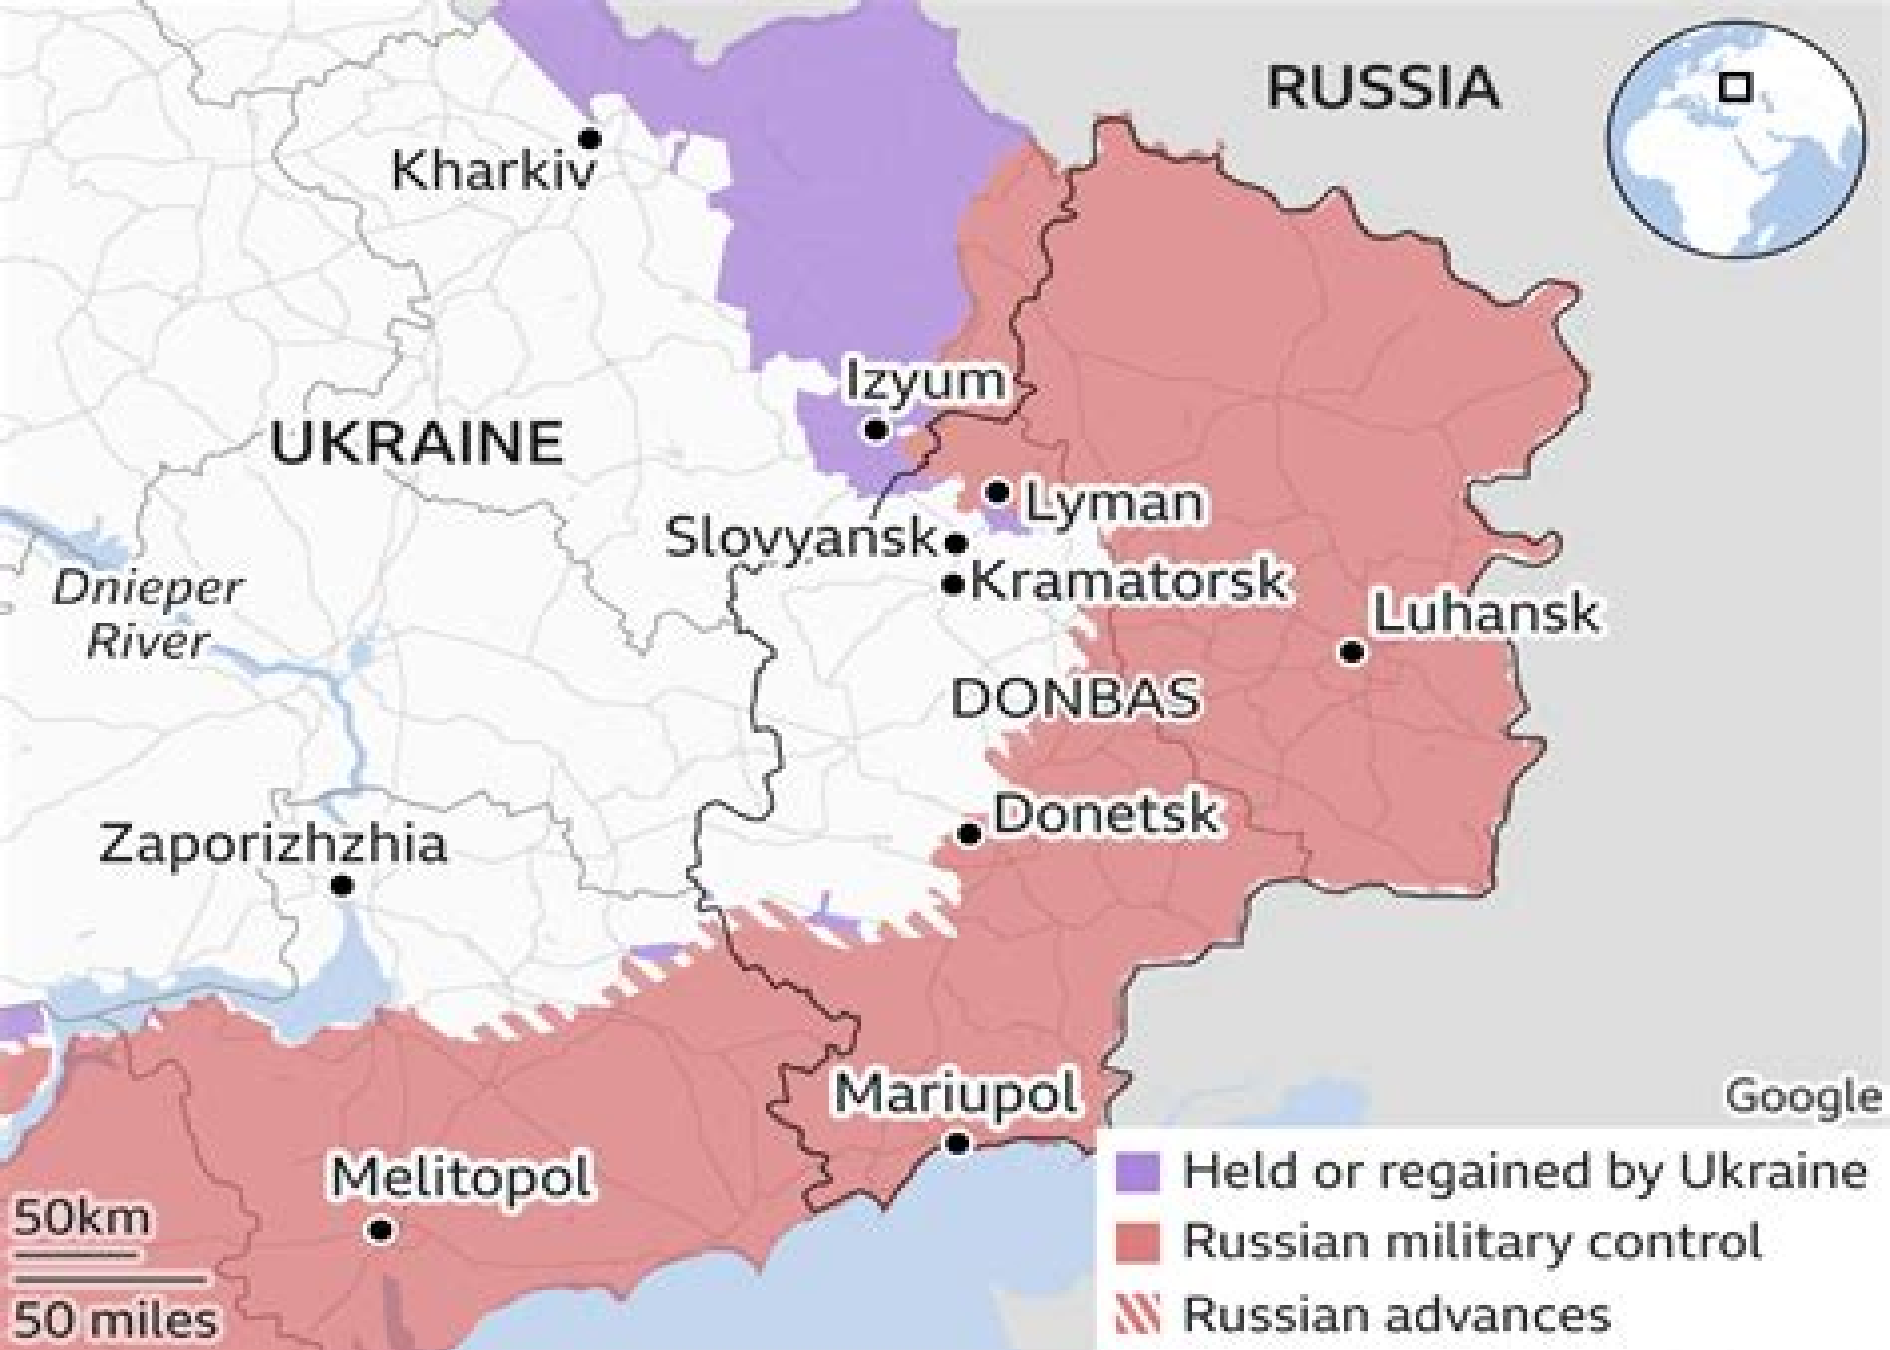 RUSSIA
Kharkiv
Izyum
UKRAINE
Lyman
Slovyansk
Kramatorsk
Dnieper
River
Luhansk
DONBAS
Donetsk
Zaporizhzhia
Mariupol
Google
Melitopol
50km
50 miles
Held or regained by Ukraine
Russian military control
Russian advances